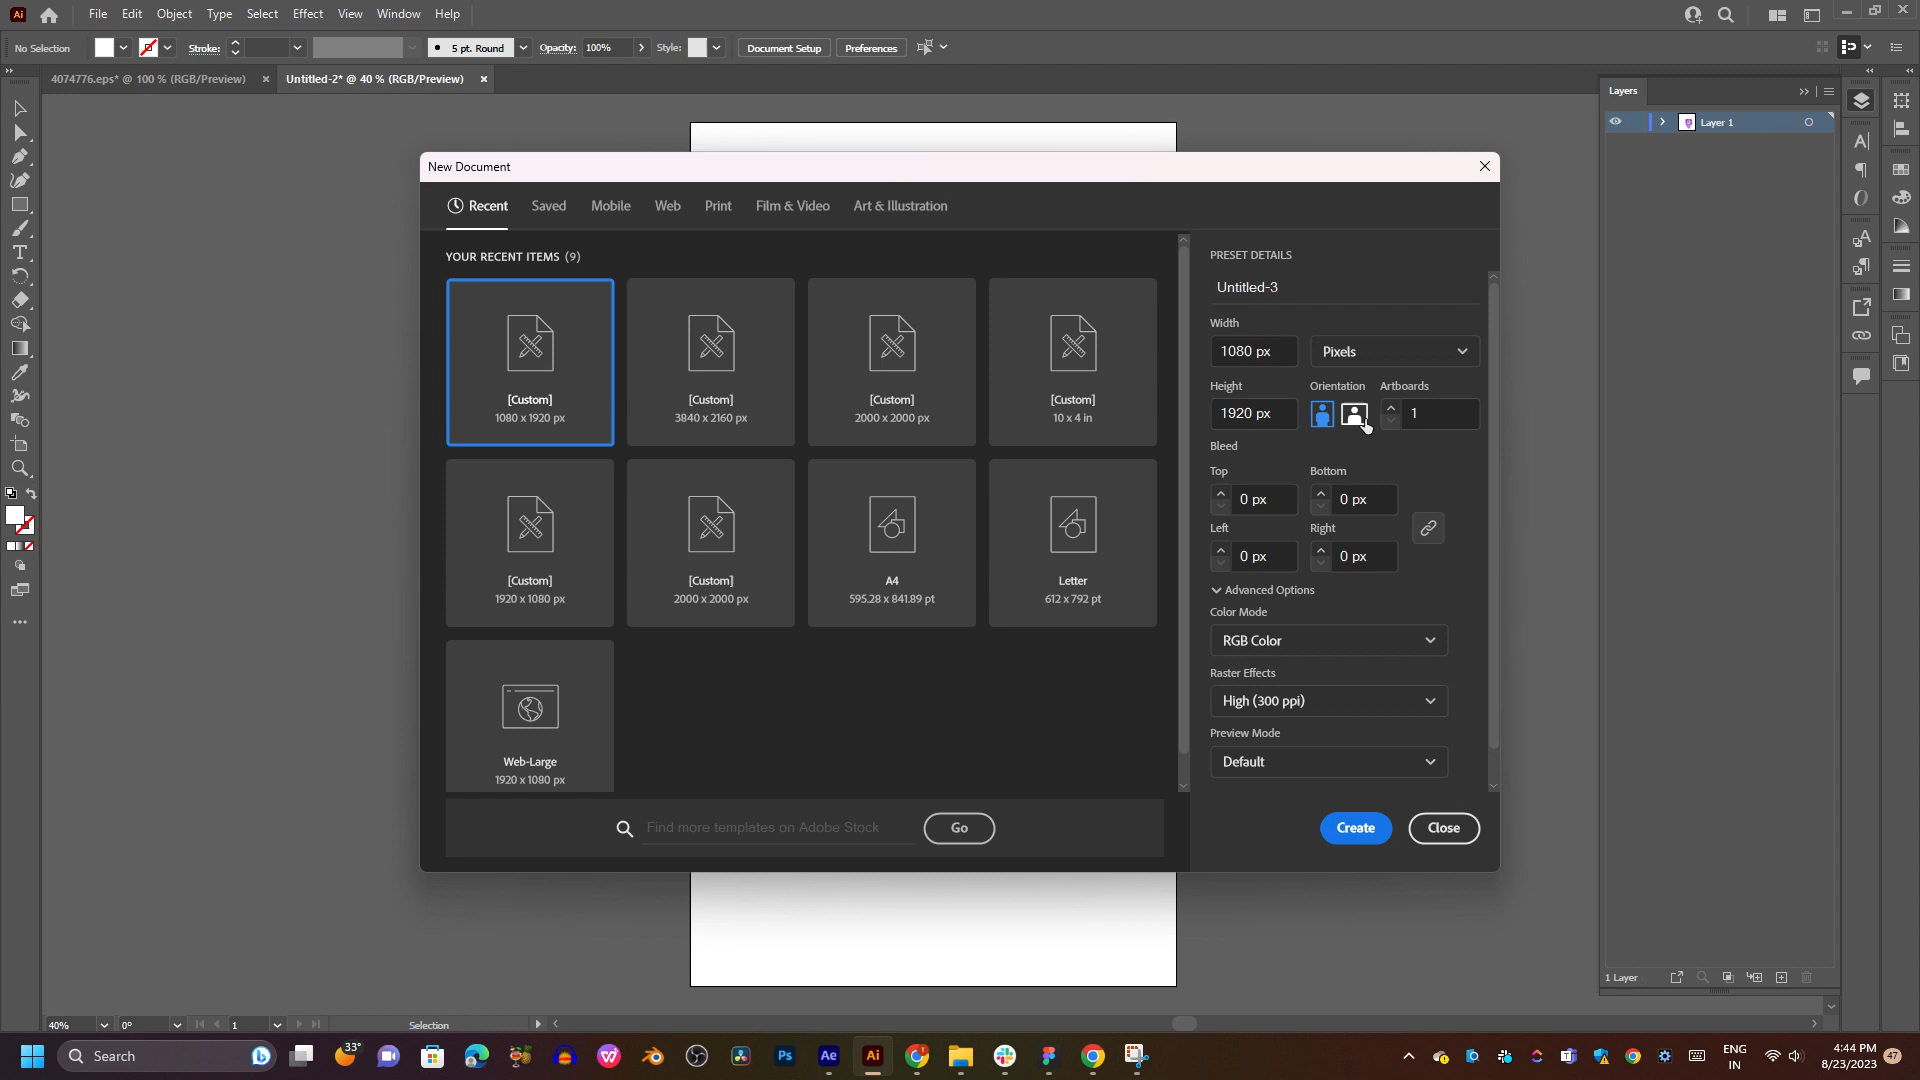 Ai File Edit Object Type Select Effect View Window Help
No Selection Stroke: 5 pt. Round Opacity: 100% Style: Document Setup Preferences
4074776.eps* @ 100 % (RGB/Preview) × Untitled-2* @ 40 % (RGB/Preview) ×
Layers
Layer 1
New Document
Recent Saved Mobile Web Print Film & Video Art & Illustration
YOUR RECENT ITEMS (9)
[Custom]
1080 x 1920 px
[Custom]
3840 x 2160 px
[Custom]
2000 x 2000 px
[Custom]
10 x 4 in
[Custom]
1920 x 1080 px
[Custom]
2000 x 2000 px
A4
595.28 x 841.89 pt
Letter
612 x 792 pt
Web-Large
1920 x 1080 px
Find more templates on Adobe Stock Go
PRESET DETAILS
Untitled-3
Width
1080 px Pixels
Height Orientation Artboards
1920 px 1
Bleed
Top Bottom
0 px 0 px
Left Right
0 px 0 px
Advanced Options
Color Mode
RGB Color
Raster Effects
High (300 ppi)
Preview Mode
Default
Create Close
1 Layer
40% 0° 1 Selection
Search 33° Ps Ae Ai
ENG
IN
4:44 PM
8/23/2023
47